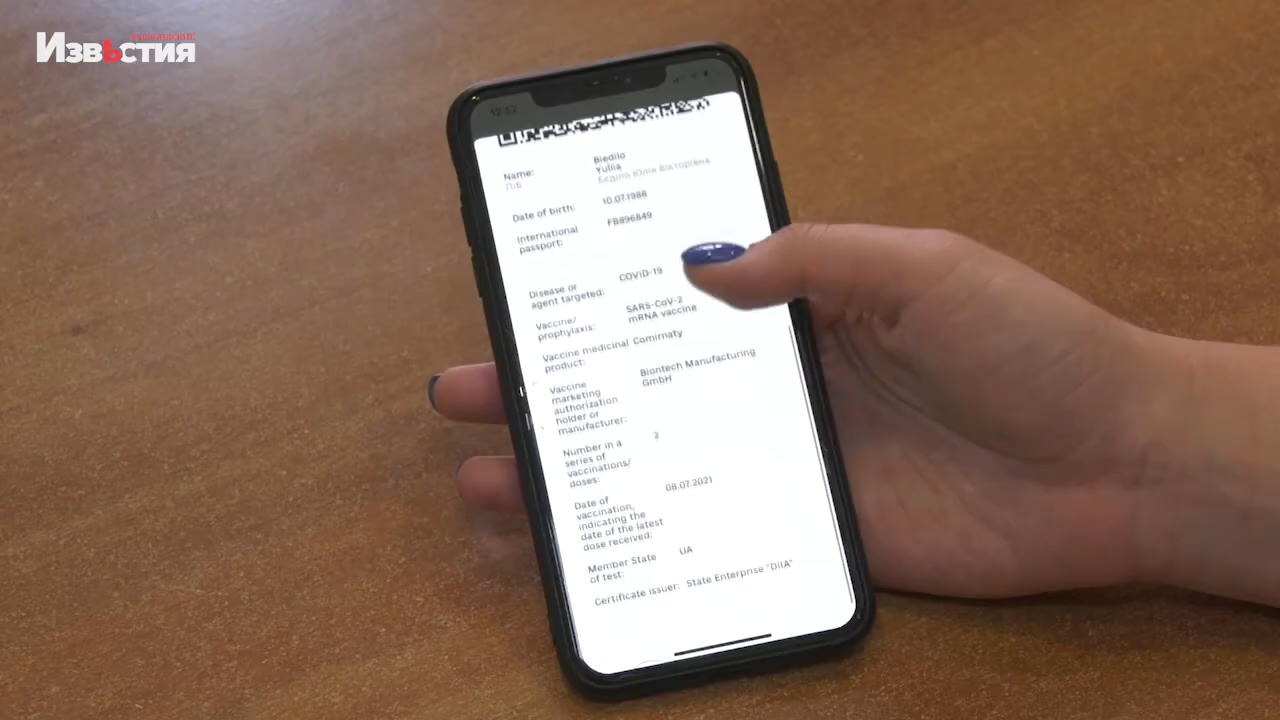 ХАРЬКОВСКИЕ
ИЗВѢСТИЯ
12:52
Name: Biedilo
Yuliia
ПІБ Бєділо Юлія Вікторівна
Date of birth: 10.07.1988
International FB896849
passport:
Disease or COVID-19
agent targeted:
Vaccine/ SARS-CoV-2
prophylaxis: mRNA vaccine
Vaccine medicinal Comirnaty
product:
Vaccine Biontech Manufacturing
marketing GmbH
authorization
holder or
manufacturer:
Number in a 2
series of
vaccinations/
doses:
Date of 08.07.2021
vaccination,
indicating the
date of the latest
dose received:
Member State UA
of test:
Certificate issuer: State Enterprise "DIIA"